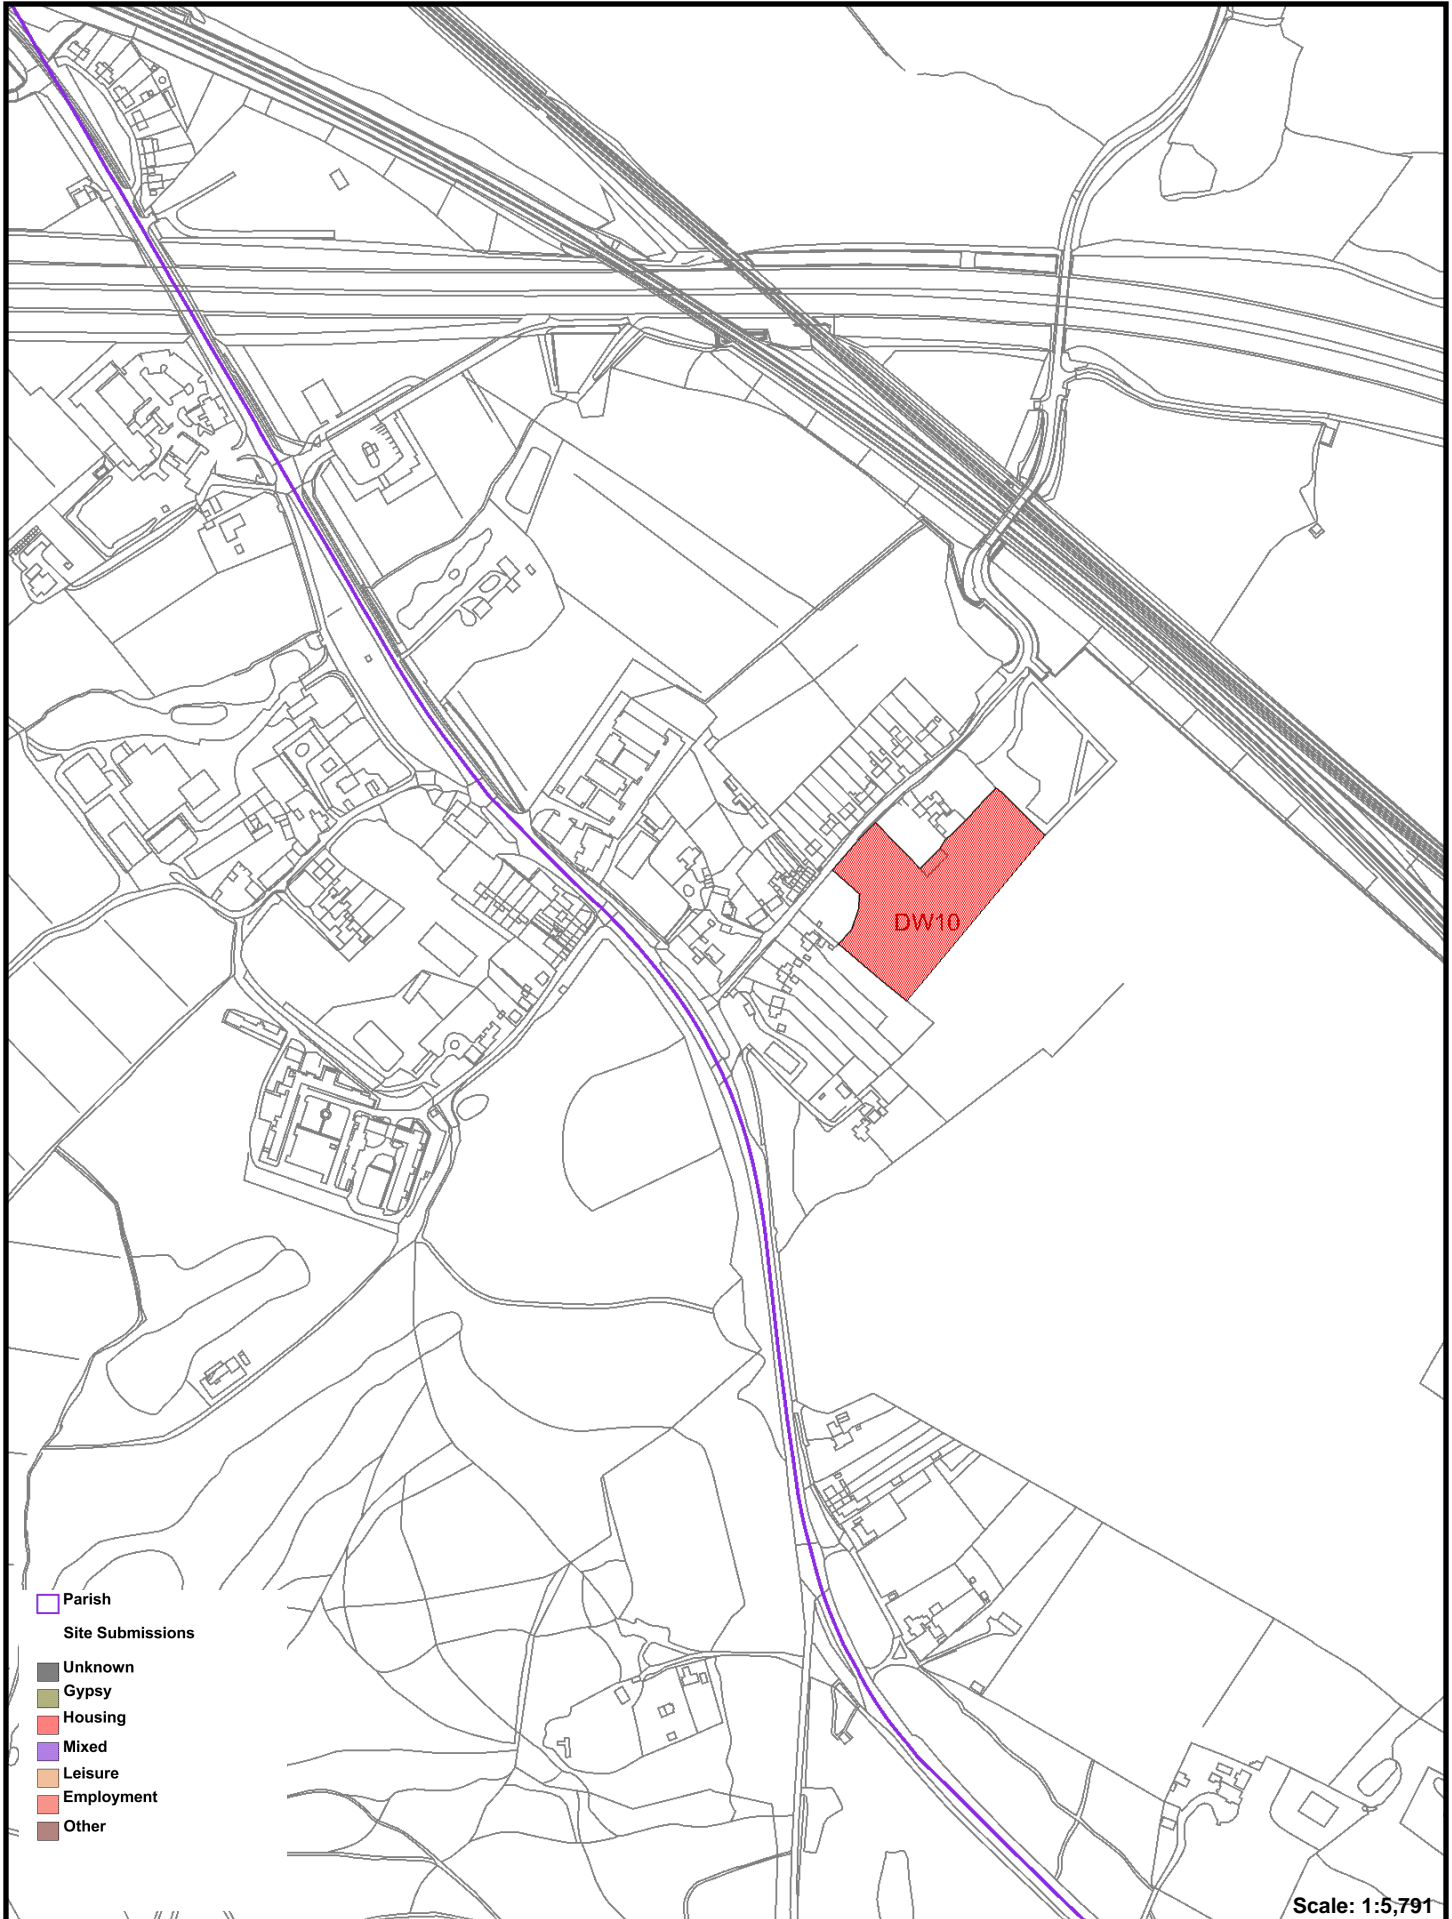 DW10
Parish
Site Submissions
Unknown
Gypsy
Housing
Mixed
Leisure
Employment
Other
Scale: 1:5,791